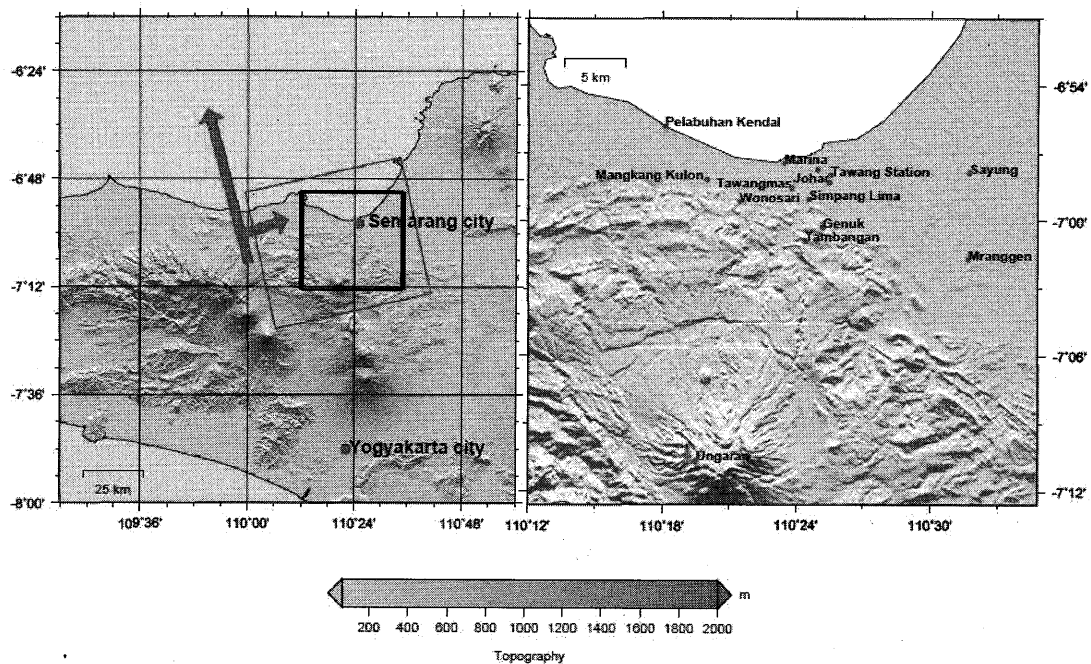 -6°24'
-6°48'
-7°12'
-7°36'
-8°00'
Semarang city
Yogyakarta city
25 km
109°36'
110°00'
110°24'
110°48'
5 km
Pelabuhan Kendal
Marina
Mangkang Kulon
Tawangmas
Johar
Tawang Station
Wonosari
Simpang Lima
Sayung
Genuk
Tambangan
Mranggen
Ungaran
-6°54'
-7°00'
-7°06'
-7°12'
110°12'
110°18'
110°24'
110°30'
m
200 400 600 800 1000 1200 1400 1600 1800 2000
Topography